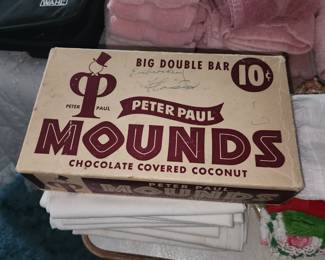 WAHL
BIG DOUBLE BAR 10¢
PETER PAUL
PETER PAUL
MOUNDS
CHOCOLATE COVERED COCONUT
PETER PAUL
MOUNDS